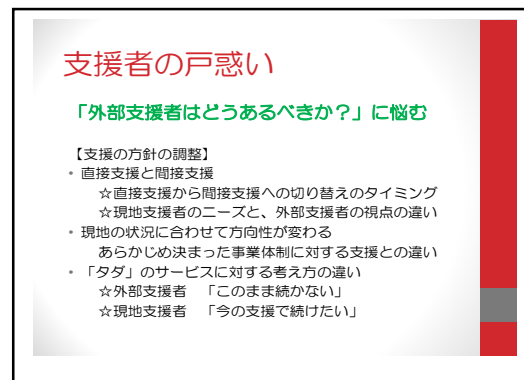 支援者の戸惑い
「外部支援者はどうあるべきか？」に悩む
【支援の方針の調整】
• 直接支援と間接支援
☆直接支援から間接支援への切り替えのタイミング
☆現地支援者のニーズと、外部支援者の視点の違い
• 現地の状況に合わせて方向性が変わる
あらかじめ決まった事業体制に対する支援との違い
• 「タダ」のサービスに対する考え方の違い
☆外部支援者　「このまま続かない」
☆現地支援者　「今の支援で続けたい」